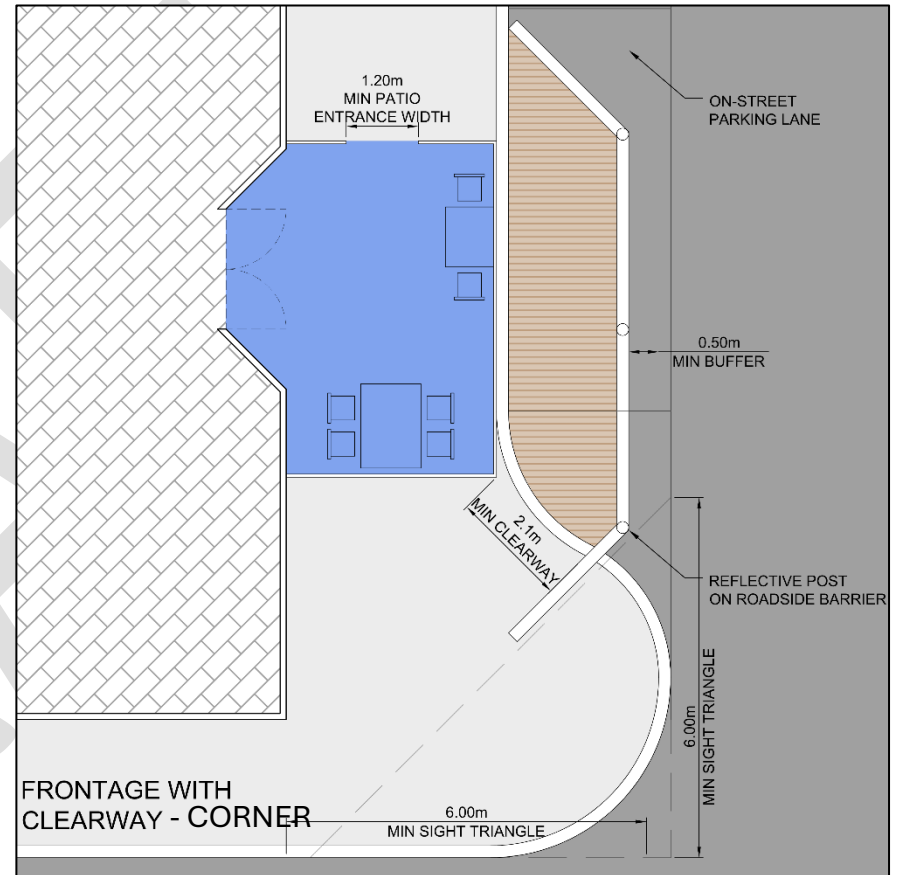 1.20m
MIN PATIO
ENTRANCE WIDTH
ON-STREET
PARKING LANE
0.50m
MIN BUFFER
2.1m
MIN CLEARWAY
REFLECTIVE POST
ON ROADSIDE BARRIER
6.00m
MIN SIGHT TRIANGLE
FRONTAGE WITH
CLEARWAY - CORNER
6.00m
MIN SIGHT TRIANGLE